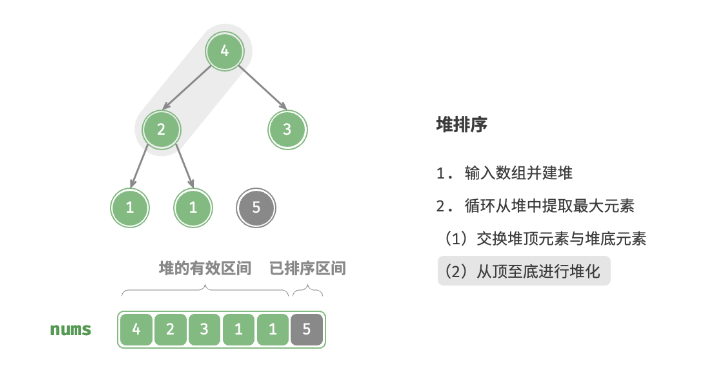 4
2
3
1
1
5
堆的有效区间
已排序区间
nums
4 2 3 1 1 5
堆排序
1. 输入数组并建堆
2. 循环从堆中提取最大元素
（1）交换堆顶元素与堆底元素
（2）从顶至底进行堆化